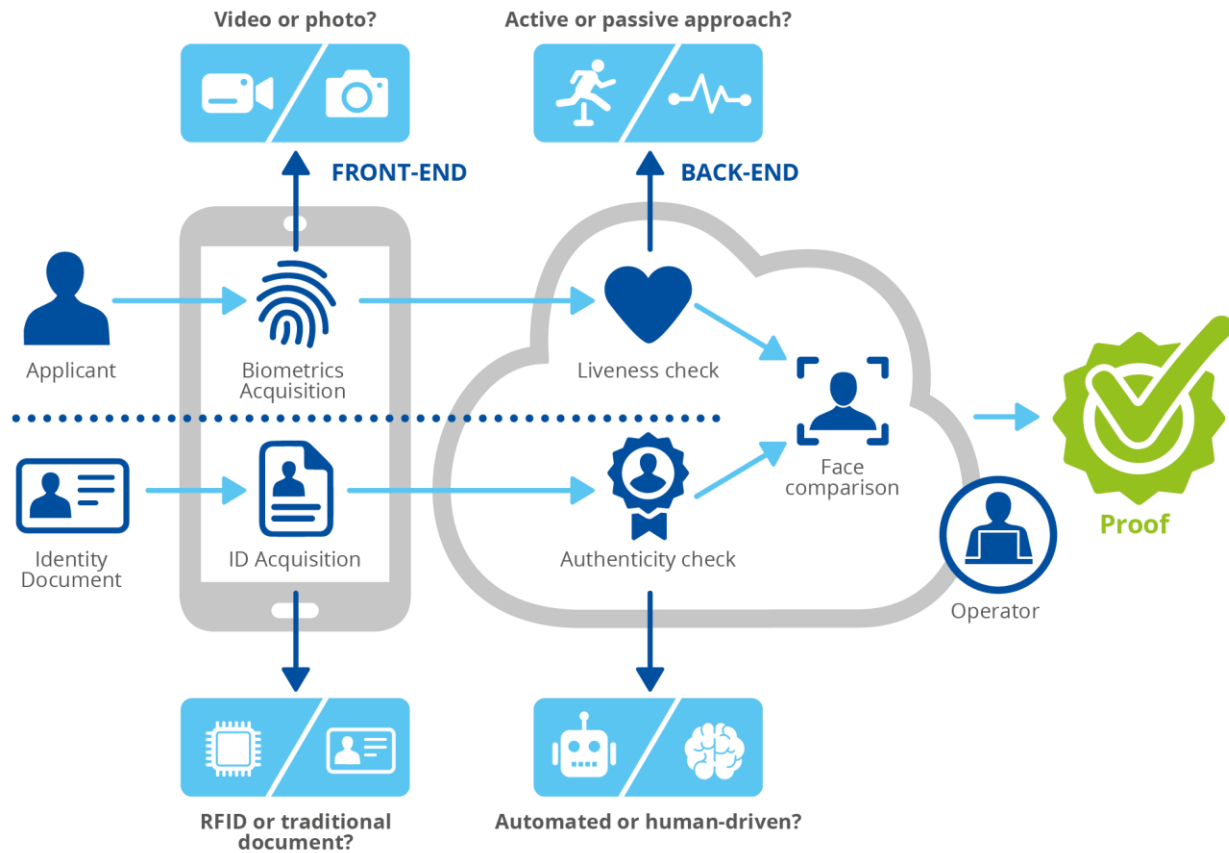 Video or photo?
Active or passive approach?
FRONT-END
BACK-END
Applicant
Biometrics
Acquisition
Liveness check
Face
comparison
Proof
Identity
Document
ID Acquisition
Authenticity check
Operator
RFID or traditional
document?
Automated or human-driven?